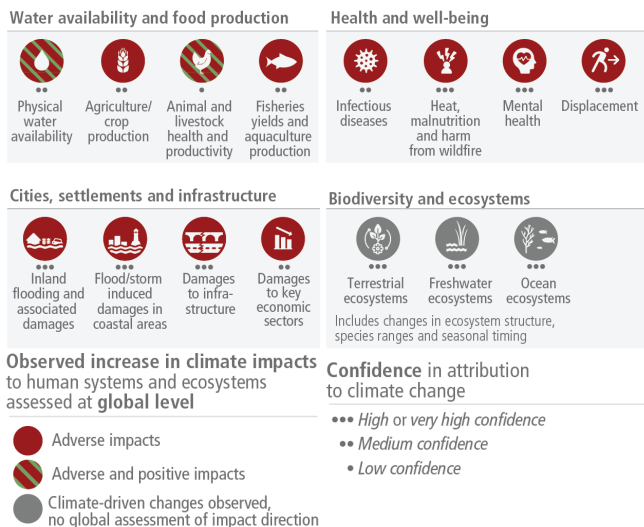 Water availability and food production
Physical
water
availability
Agriculture/
crop
production
Animal and
livestock
health and
productivity
Fisheries
yields and
aquaculture
production
Health and well-being
Infectious
diseases
Heat,
malnutrition
and harm
from wildfire
Mental
health
Displacement
Cities, settlements and infrastructure
Inland
flooding and
associated
damages
Flood/storm
induced
damages in
coastal areas
Damages
to infra-
structure
Damages
to key
economic
sectors
Biodiversity and ecosystems
Terrestrial
ecosystems
Freshwater
ecosystems
Ocean
ecosystems
Includes changes in ecosystem structure,
species ranges and seasonal timing
Observed increase in climate impacts
to human systems and ecosystems
assessed at global level
Adverse impacts
Adverse and positive impacts
Climate-driven changes observed,
no global assessment of impact direction
Confidence in attribution
to climate change
••• High or very high confidence
•• Medium confidence
• Low confidence